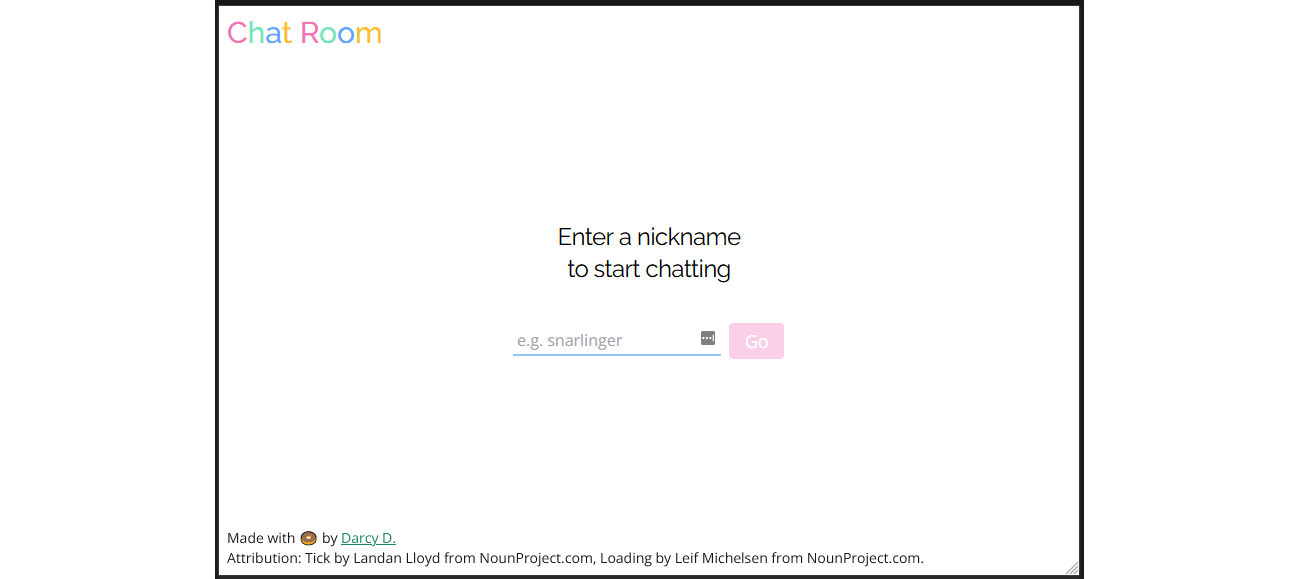 Chat Room
Enter a nickname
to start chatting
e.g. snarlinger
Go
Made with 🍩 by Darcy D.
Attribution: Tick by Landan Lloyd from NounProject.com, Loading by Leif Michelsen from NounProject.com.